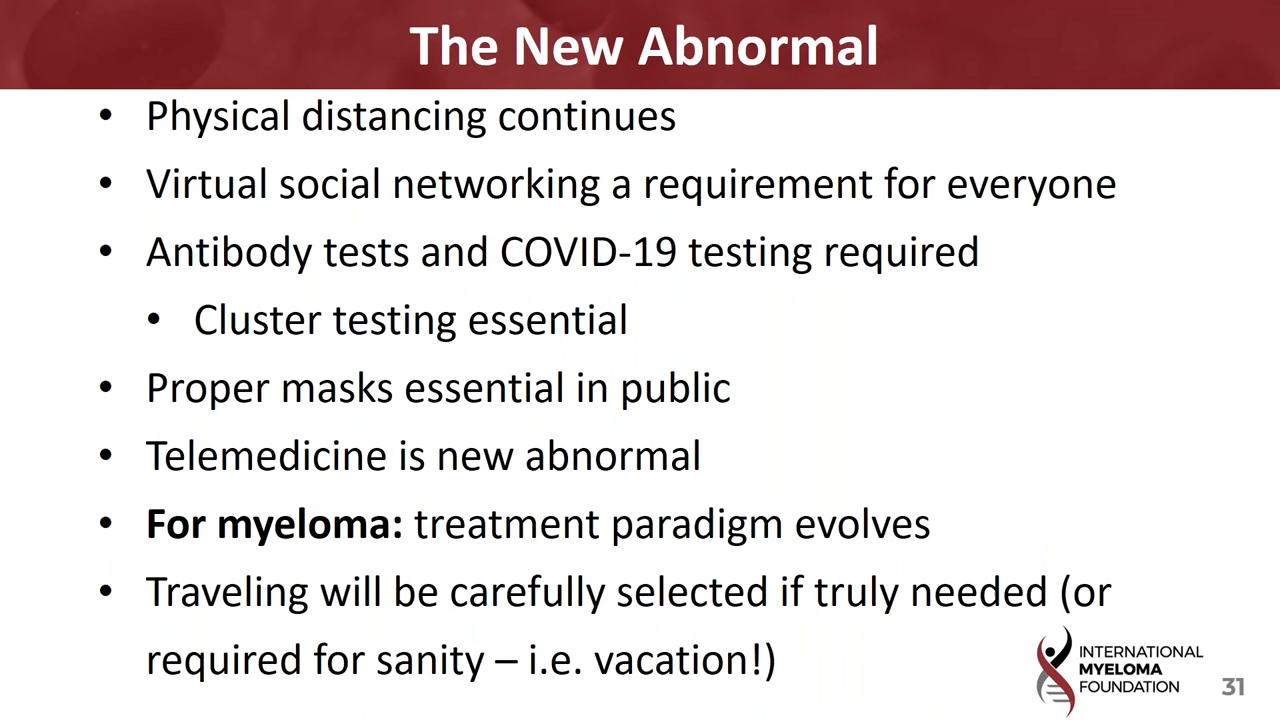 The New Abnormal
• Physical distancing continues
• Virtual social networking a requirement for everyone
• Antibody tests and COVID-19 testing required
• Cluster testing essential
• Proper masks essential in public
• Telemedicine is new abnormal
• For myeloma: treatment paradigm evolves
• Traveling will be carefully selected if truly needed (or
required for sanity – i.e. vacation!)
INTERNATIONAL
MYELOMA
FOUNDATION
31